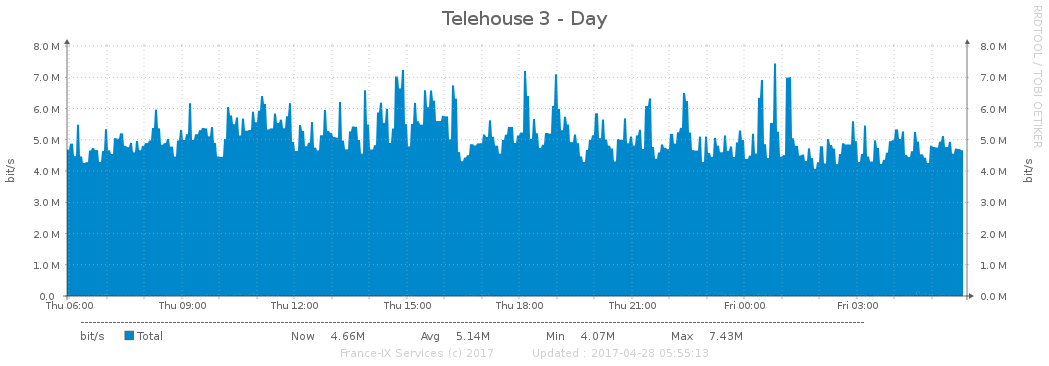 Telehouse 3 - Day
RRDTOOL / TOBI OETIKER
bit/s
8.0 M
7.0 M
6.0 M
5.0 M
4.0 M
3.0 M
2.0 M
1.0 M
0.0
8.0 M
7.0 M
6.0 M
5.0 M
4.0 M
3.0 M
2.0 M
1.0 M
0.0 M
bit/s
Thu 06:00 Thu 09:00 Thu 12:00 Thu 15:00 Thu 18:00 Thu 21:00 Fri 00:00 Fri 03:00
bit/s Total Now 4.66M Avg 5.14M Min 4.07M Max 7.43M
France-IX Services (c) 2017 Updated : 2017-04-28 05:55:13